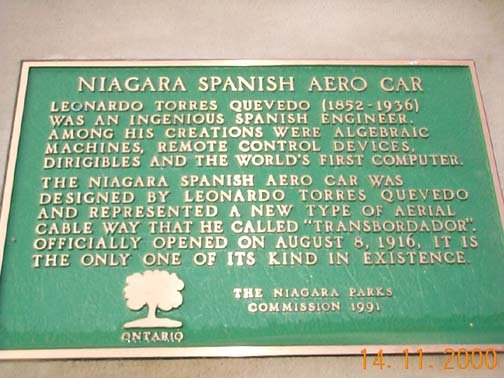 NIAGARA SPANISH AERO CAR
LEONARDO TORRES QUEVEDO (1852-1936)
WAS AN INGENIOUS SPANISH ENGINEER.
AMONG HIS CREATIONS WERE ALGEBRAIC
MACHINES, REMOTE CONTROL DEVICES,
DIRIGIBLES AND THE WORLD'S FIRST COMPUTER.
THE NIAGARA SPANISH AERO CAR WAS
DESIGNED BY LEONARDO TORRES QUEVEDO
AND REPRESENTED A NEW TYPE OF AERIAL
CABLE WAY THAT HE CALLED "TRANSBORDADOR".
OFFICIALLY OPENED ON AUGUST 8, 1916, IT IS
THE ONLY ONE OF ITS KIND IN EXISTENCE.
THE NIAGARA PARKS
COMMISSION 1991
ONTARIO
14.11.2000